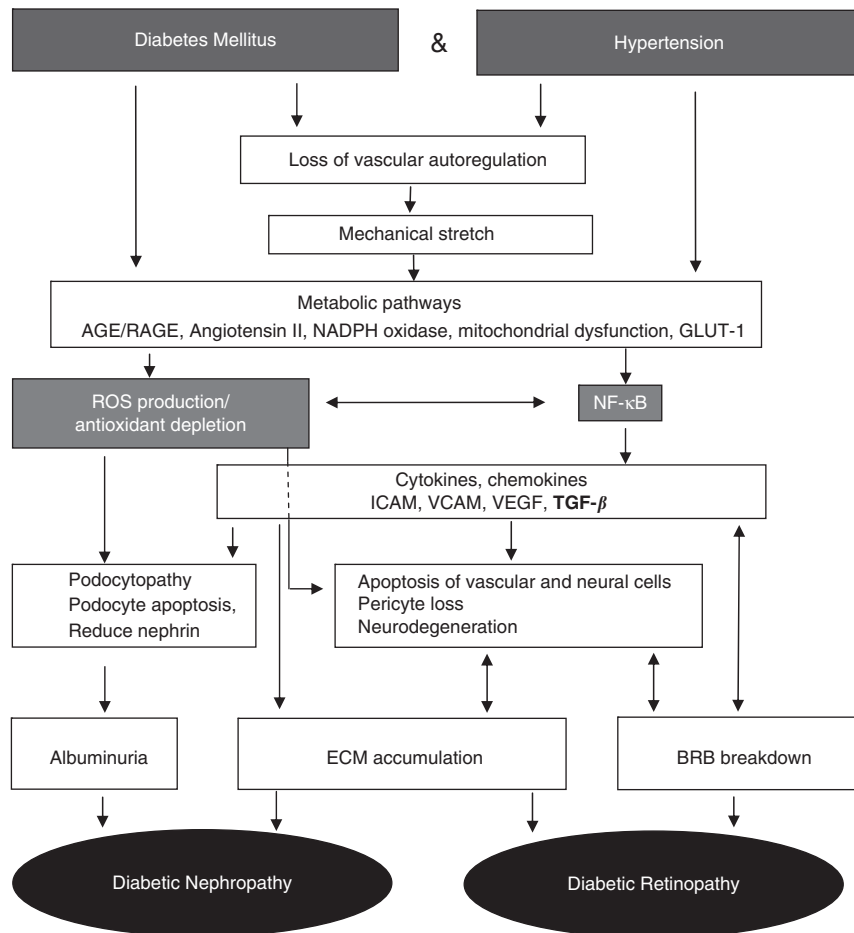 Diabetes Mellitus
&
Hypertension
Loss of vascular autoregulation
Mechanical stretch
Metabolic pathways
AGE/RAGE, Angiotensin II, NADPH oxidase, mitochondrial dysfunction, GLUT-1
ROS production/
antioxidant depletion
NF-κB
Cytokines, chemokines
ICAM, VCAM, VEGF, TGF-β
Podocytopathy
Podocyte apoptosis,
Reduce nephrin
Apoptosis of vascular and neural cells
Pericyte loss
Neurodegeneration
Albuminuria
ECM accumulation
BRB breakdown
Diabetic Nephropathy
Diabetic Retinopathy